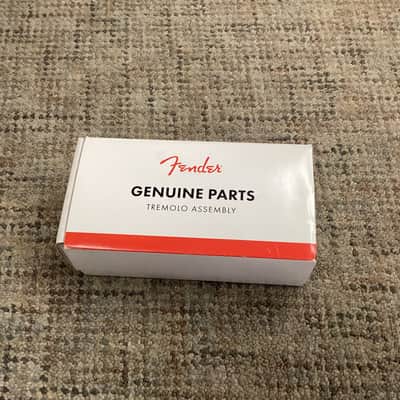 Fender
GENUINE PARTS
TREMOLO ASSEMBLY